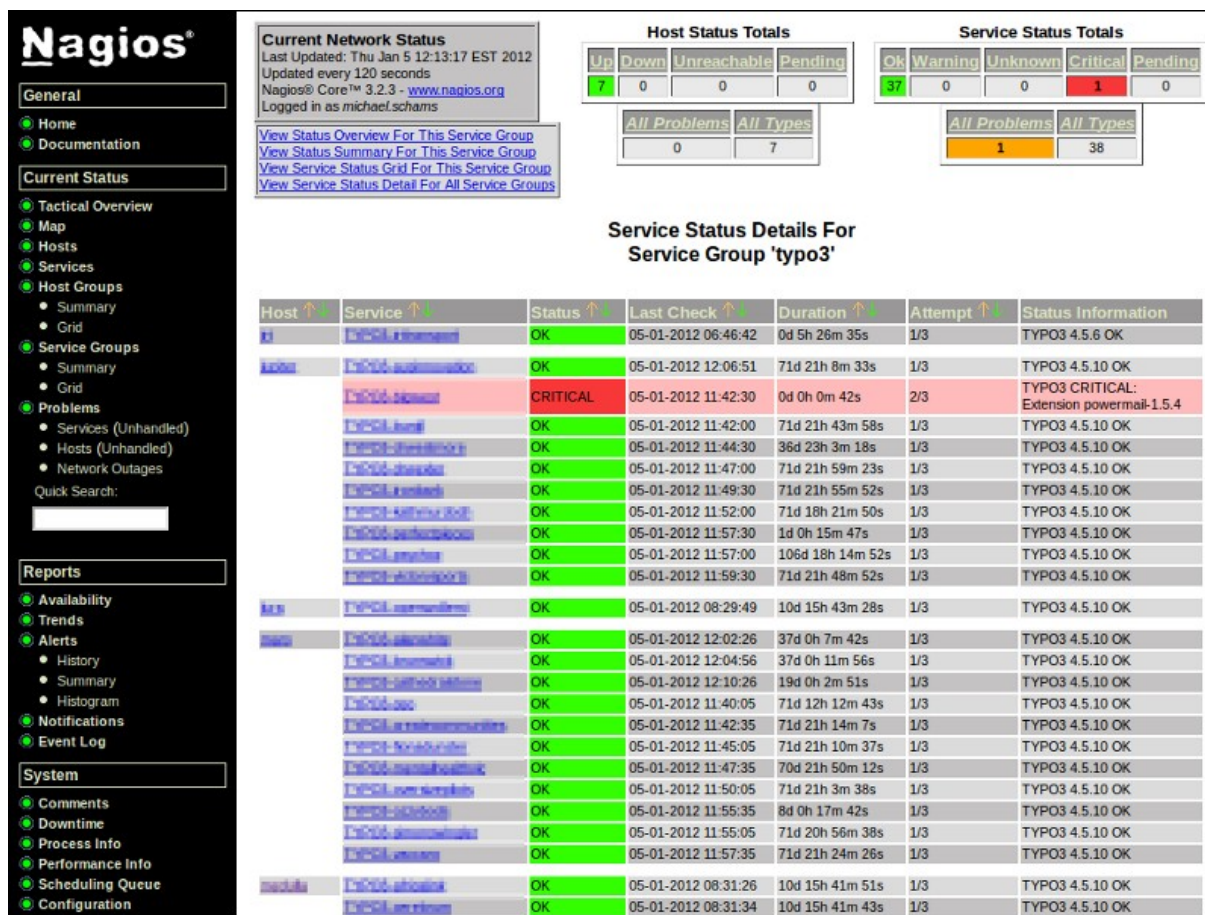 Nagios®
General
Home
Documentation
Current Status
Tactical Overview
Map
Hosts
Services
Host Groups
Summary
Grid
Service Groups
Summary
Grid
Problems
Services (Unhandled)
Hosts (Unhandled)
Network Outages
Quick Search:
Reports
Availability
Trends
Alerts
History
Summary
Histogram
Notifications
Event Log
System
Comments
Downtime
Process Info
Performance Info
Scheduling Queue
Configuration
Current Network Status
Last Updated: Thu Jan 5 12:13:17 EST 2012
Updated every 120 seconds
Nagios® Core™ 3.2.3 - www.nagios.org
Logged in as michael.schams
View Status Overview For This Service Group
View Status Summary For This Service Group
View Service Status Grid For This Service Group
View Service Status Detail For All Service Groups
Host Status Totals
Up Down Unreachable Pending
7 0 0 0
All Problems All Types
0 7
Service Status Totals
Ok Warning Unknown Critical Pending
37 0 0 1 0
All Problems All Types
1 38
Service Status Details For
Service Group 'typo3'
Host Service Status Last Check Duration Attempt Status Information
OK 05-01-2012 06:46:42 0d 5h 26m 35s 1/3 TYPO3 4.5.6 OK
OK 05-01-2012 12:06:51 71d 21h 8m 33s 1/3 TYPO3 4.5.10 OK
CRITICAL 05-01-2012 11:42:30 0d 0h 0m 42s 2/3 TYPO3 CRITICAL:
Extension powermail-1.5.4
OK 05-01-2012 11:42:00 71d 21h 43m 58s 1/3 TYPO3 4.5.10 OK
OK 05-01-2012 11:44:30 36d 23h 3m 18s 1/3 TYPO3 4.5.10 OK
OK 05-01-2012 11:47:00 71d 21h 59m 23s 1/3 TYPO3 4.5.10 OK
OK 05-01-2012 11:49:30 71d 21h 55m 52s 1/3 TYPO3 4.5.10 OK
OK 05-01-2012 11:52:00 71d 18h 21m 50s 1/3 TYPO3 4.5.10 OK
OK 05-01-2012 11:57:30 1d 0h 15m 47s 1/3 TYPO3 4.5.10 OK
OK 05-01-2012 11:57:00 106d 18h 14m 52s 1/3 TYPO3 4.5.10 OK
OK 05-01-2012 11:59:30 71d 21h 48m 52s 1/3 TYPO3 4.5.10 OK
OK 05-01-2012 08:29:49 10d 15h 43m 28s 1/3 TYPO3 4.5.10 OK
OK 05-01-2012 12:02:26 37d 0h 7m 42s 1/3 TYPO3 4.5.10 OK
OK 05-01-2012 12:04:56 37d 0h 11m 56s 1/3 TYPO3 4.5.10 OK
OK 05-01-2012 12:10:26 19d 0h 2m 51s 1/3 TYPO3 4.5.10 OK
OK 05-01-2012 11:40:05 71d 12h 12m 43s 1/3 TYPO3 4.5.10 OK
OK 05-01-2012 11:42:35 71d 21h 14m 7s 1/3 TYPO3 4.5.10 OK
OK 05-01-2012 11:45:05 71d 21h 10m 37s 1/3 TYPO3 4.5.10 OK
OK 05-01-2012 11:47:35 70d 21h 50m 12s 1/3 TYPO3 4.5.10 OK
OK 05-01-2012 11:50:05 71d 21h 3m 38s 1/3 TYPO3 4.5.10 OK
OK 05-01-2012 11:55:35 8d 0h 17m 42s 1/3 TYPO3 4.5.10 OK
OK 05-01-2012 11:55:05 71d 20h 56m 38s 1/3 TYPO3 4.5.10 OK
OK 05-01-2012 11:57:35 71d 21h 24m 26s 1/3 TYPO3 4.5.10 OK
OK 05-01-2012 08:31:26 10d 15h 41m 51s 1/3 TYPO3 4.5.10 OK
OK 05-01-2012 08:31:34 10d 15h 41m 43s 1/3 TYPO3 4.5.10 OK